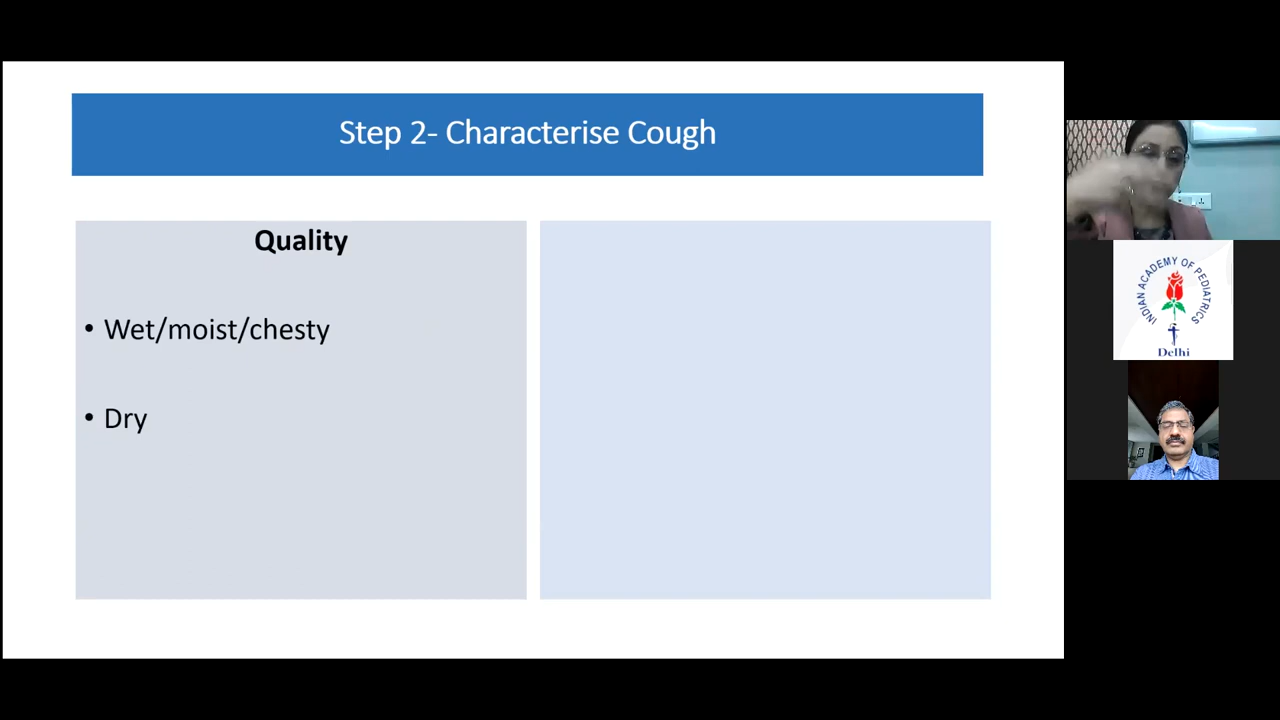 Step 2- Characterise Cough
Quality
• Wet/moist/chesty
• Dry
INDIAN ACADEMY OF PEDIATRICS
Delhi